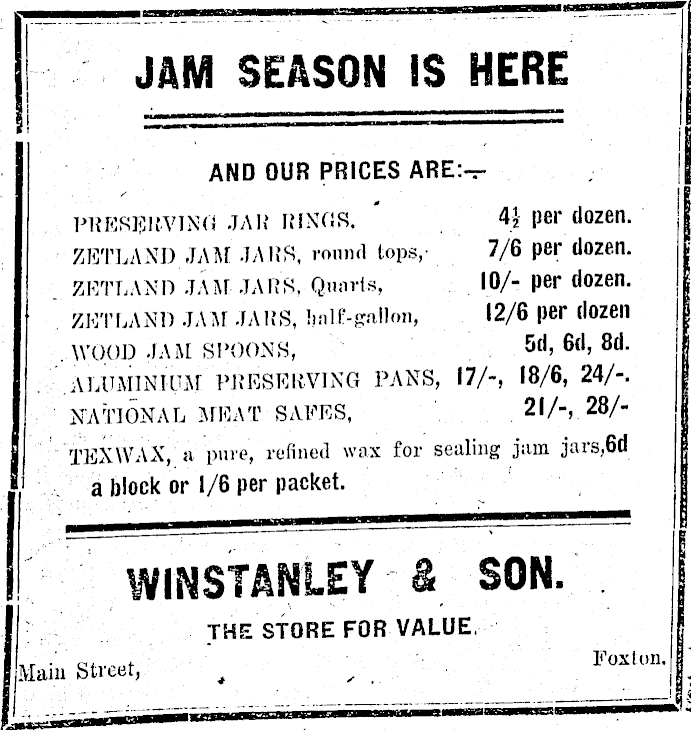 JAM SEASON IS HERE
AND OUR PRICES ARE:—
PRESERVING JAR RINGS. 4½ per dozen.
ZETLAND JAM JARS, round tops, 7/6 per dozen.
ZETLAND JAM JARS, Quarts, 10/- per dozen.
ZETLAND JAM JARS, half-gallon, 12/6 per dozen
WOOD JAM SPOONS, 5d, 6d, 8d.
ALUMINIUM PRESERVING PANS, 17/-, 18/6, 24/-.
NATIONAL MEAT SAFES, 21/-, 28/-
TEXWAX, a pure, refined wax for sealing jam jars,6d
a block or 1/6 per packet.
WINSTANLEY & SON.
THE STORE FOR VALUE.
Main Street, Foxton.